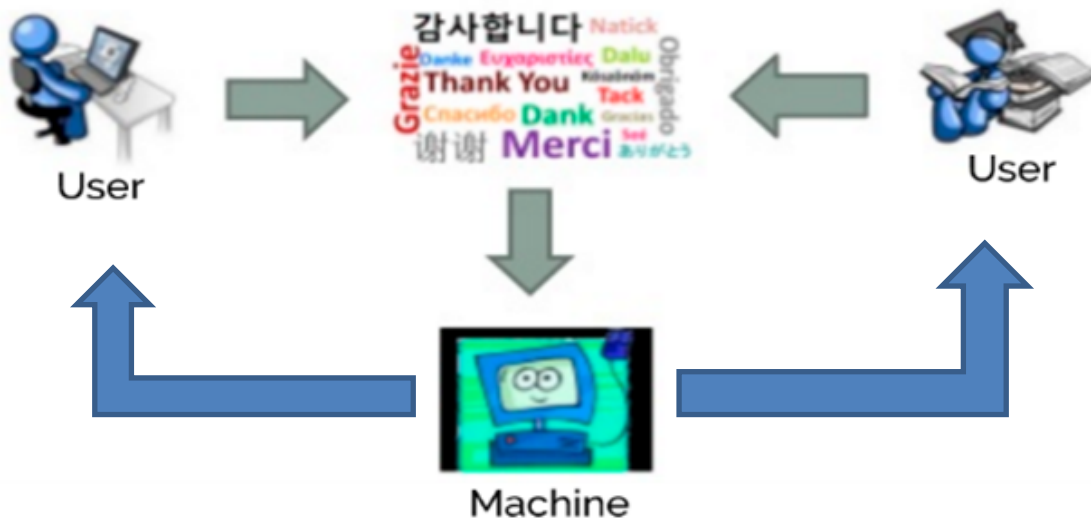 감사합니다 Natick
Grazie
Danke Ευχαριστίες Dalu
Obrigado
Thank You Köszönöm
Tack
Спасибо Dank Gracias
谢谢 Merci
ありがとう
User
User
Machine